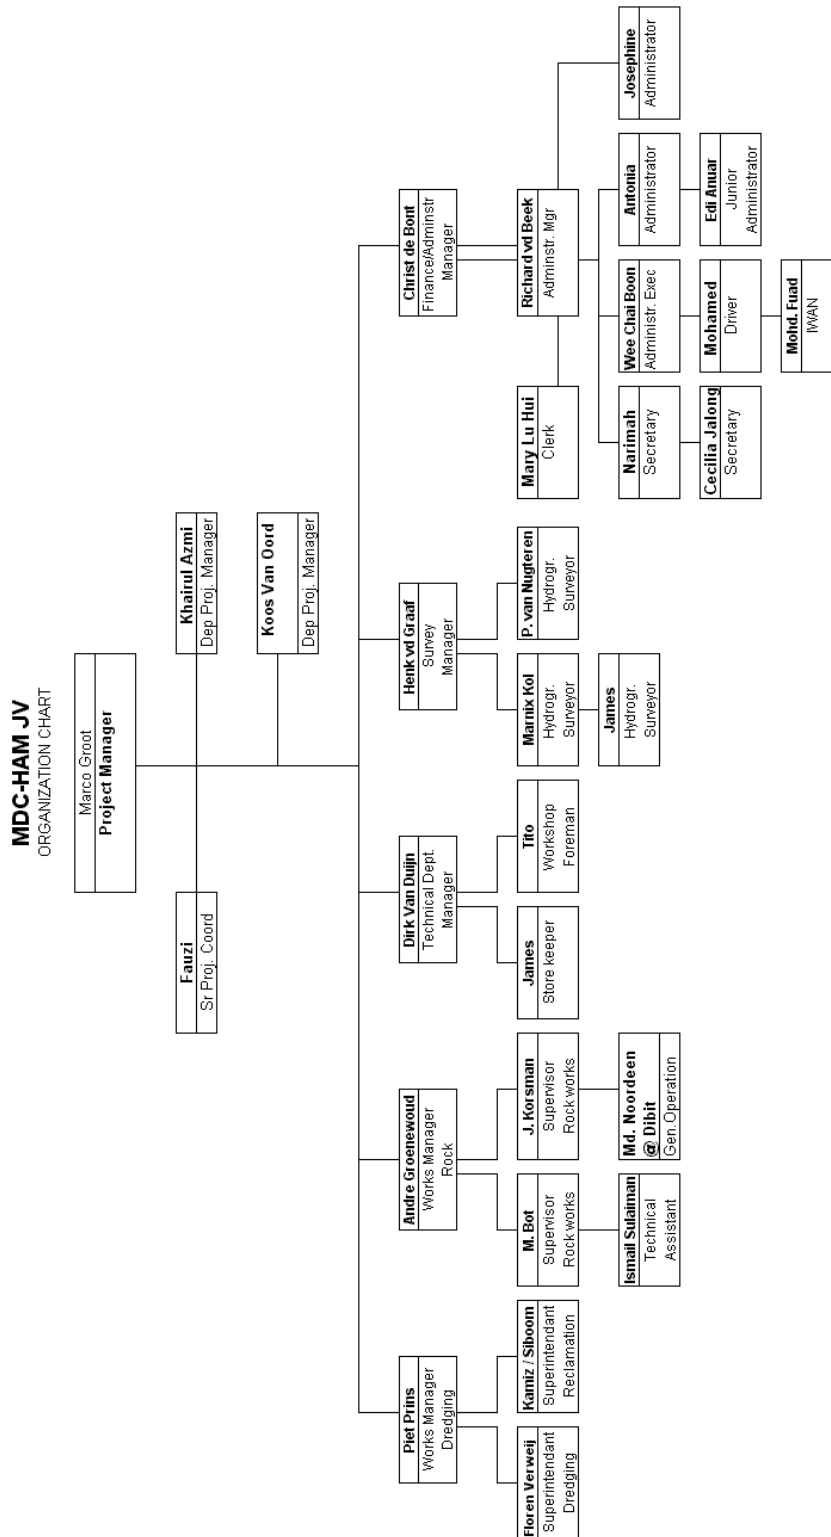 MDC-HAM JV
ORGANIZATION CHART
Marco Groot
Project Manager
Fauzi
Sr Proj. Coord
Khairul Azmi
Dep Proj. Manager
Koos Van Oord
Dep Proj. Manager
Piet Prins
Works Manager
Dredging
Andre Groenewoud
Works Manager
Rock
Dirk Van Duijn
Technical Dept.
Manager
Henk vd Graaf
Survey
Manager
Christ de Bont
Finance/Adminstr
Manager
Floren Verweij
Superintendant
Dredging
Kamiz / Siboom
Superintendant
Reclamation
M. Bot
Supervisor
Rock works
J. Korsman
Supervisor
Rock works
James
Store keeper
Tito
Workshop
Foreman
Marnix Kol
Hydrogr.
Surveyor
P. van Nugteren
Hydrogr.
Surveyor
Mary Lu Hui
Clerk
Richard vd Beek
Adminstr. Mgr
Ismail Sulaiman
Technical
Assistant
Md. Noordeen
@ Dibit
Gen.Operation
James
Hydrogr.
Surveyor
Narimah
Secretary
Wee Chai Boon
Administr. Exec
Antonia
Administrator
Josephine
Administrator
Cecilia Jalong
Secretary
Mohamed
Driver
Edi Anuar
Junior
Administrator
Mohd. Fuad
IWAN